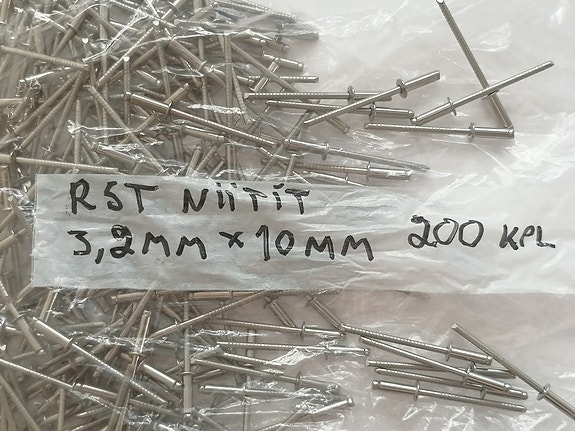 RST NiiTiT
3,2MM x 10MM 200 KPL